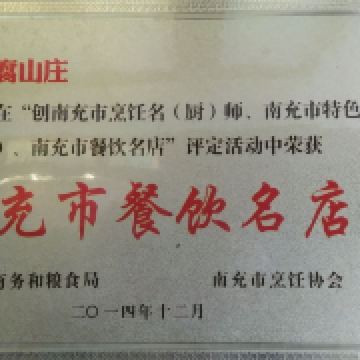 腐山庄
在“创南充市烹饪名（厨）师、南充市特色
）、南充市餐饮名店”评定活动中荣获
充市餐饮名店
商务和粮食局 南充市烹饪协会
二〇一四年十二月